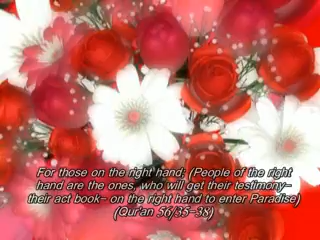 For those on the right hand; (People of the right
hand are the ones, who will get their testimony-
their act book- on the right hand to enter Paradise)
(Qur'an 56/35-38)